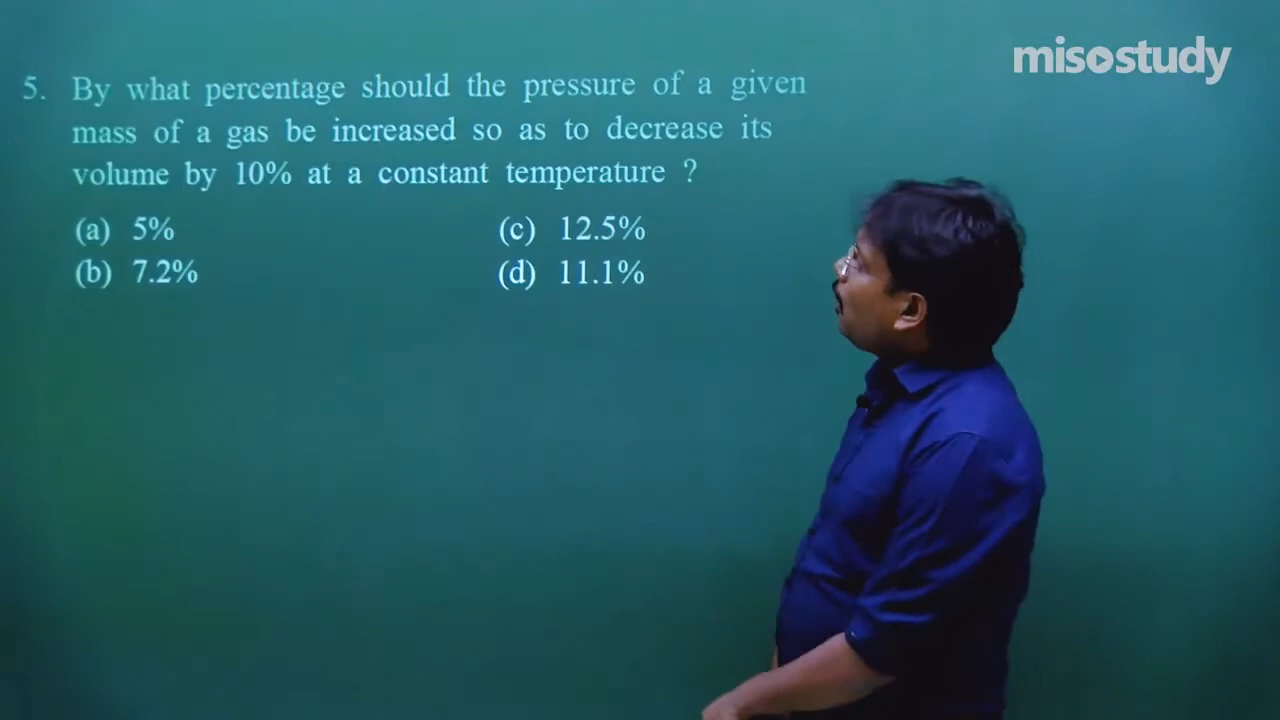 misostudy
5. By what percentage should the pressure of a given
mass of a gas be increased so as to decrease its
volume by 10% at a constant temperature ?
(a) 5% (c) 12.5%
(b) 7.2% (d) 11.1%